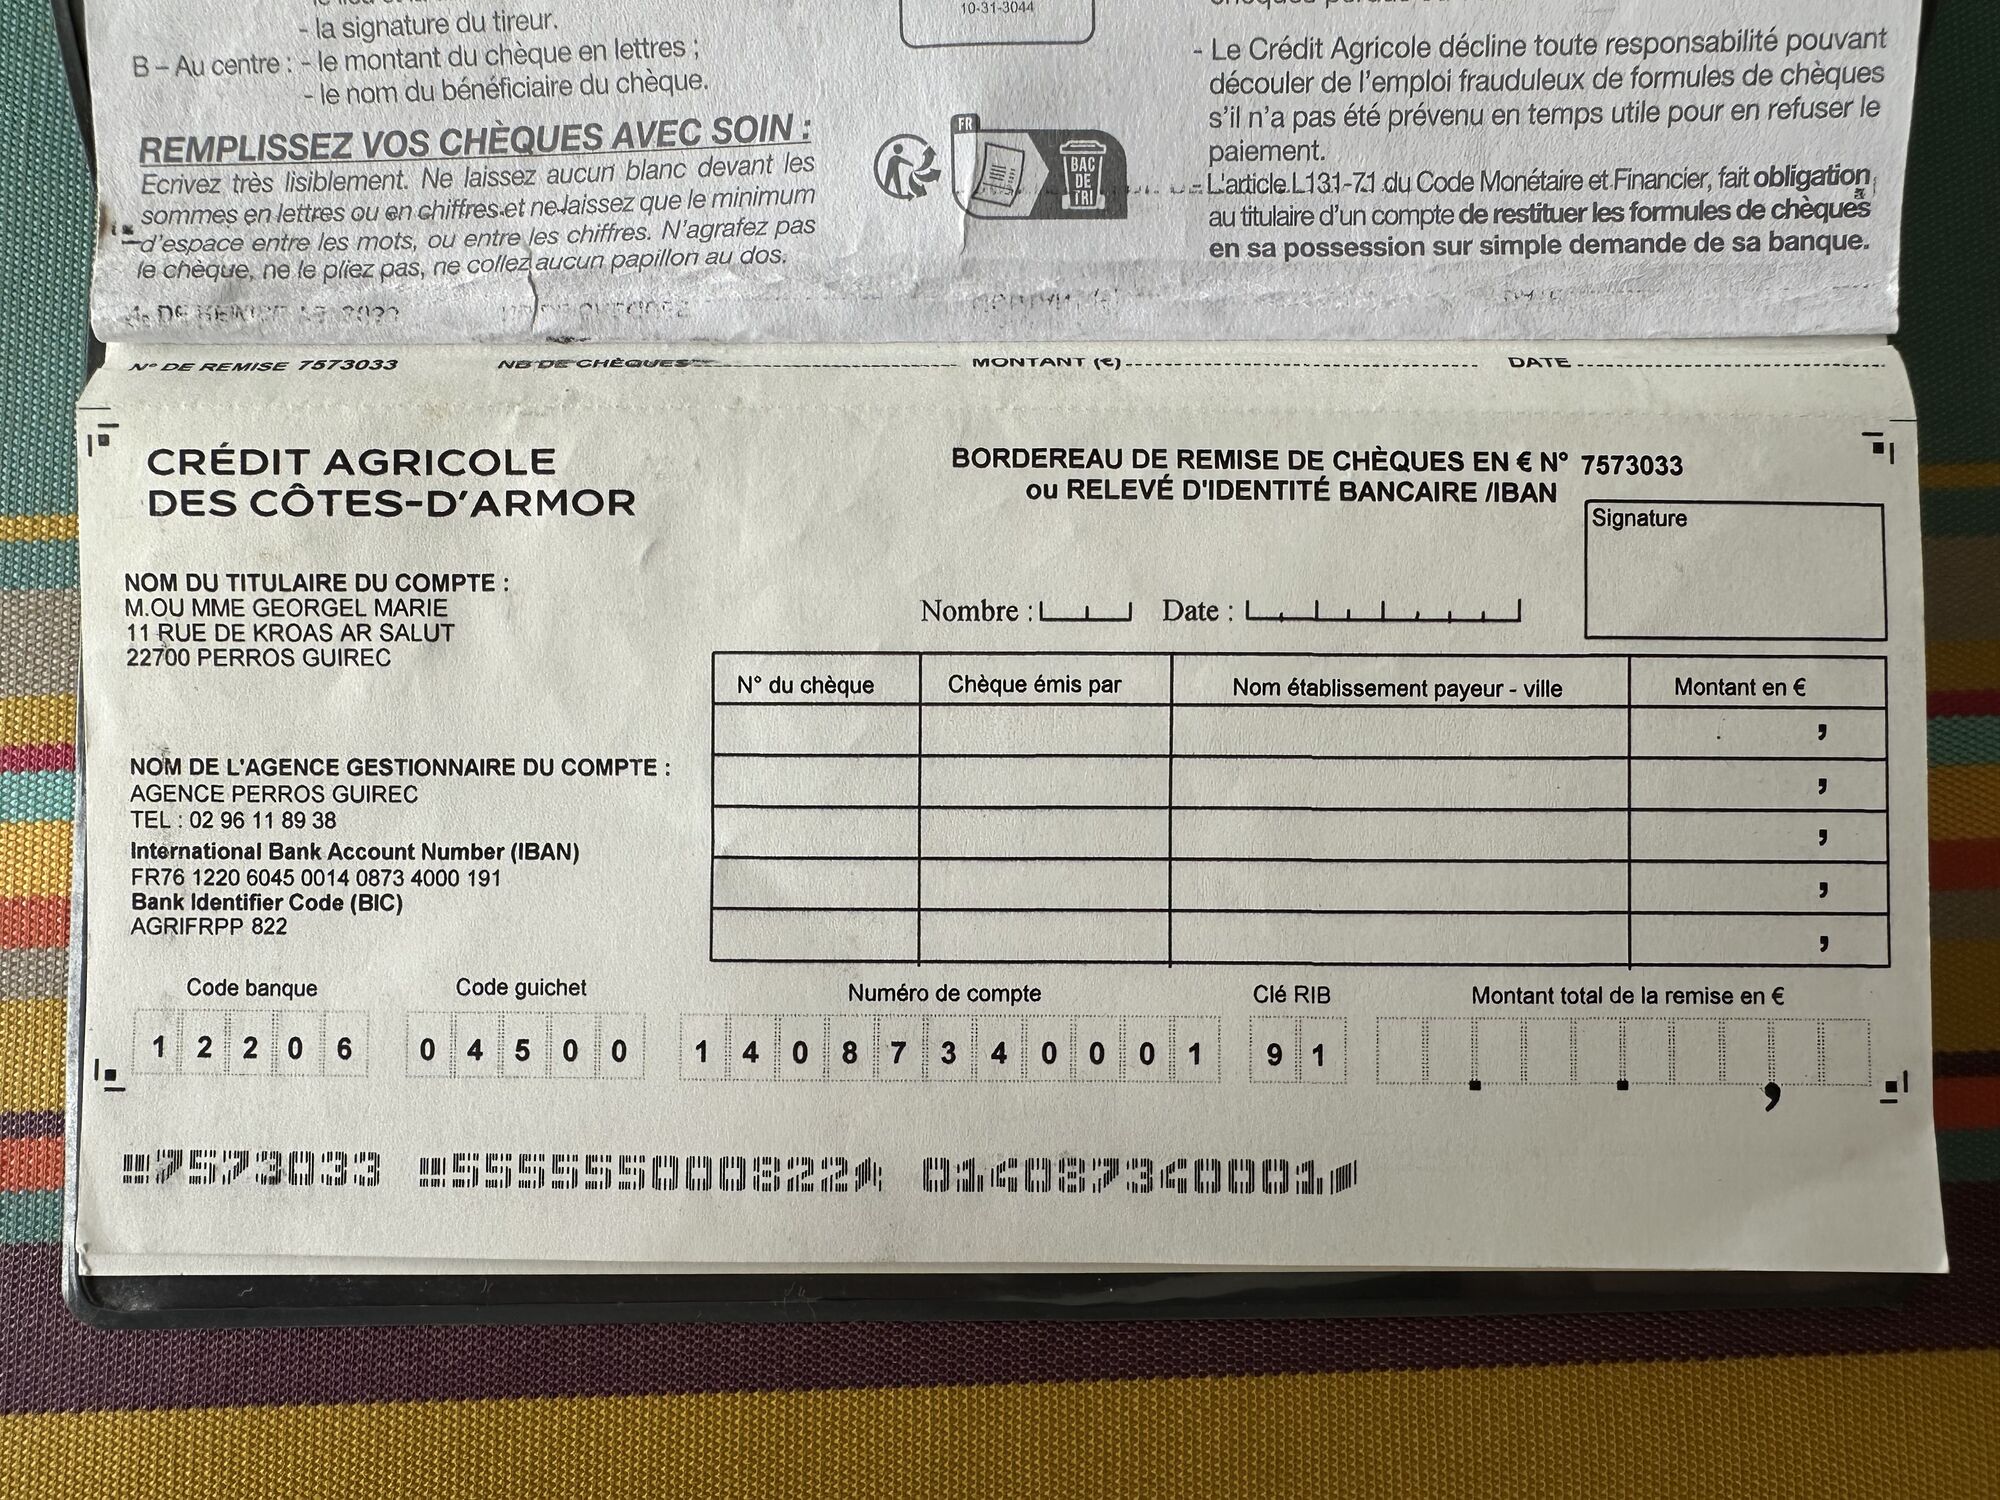 la signature du tireur.
B – Au centre : - le montant du chèque en lettres ;
- le nom du bénéficiaire du chèque.
REMPLISSEZ VOS CHÈQUES AVEC SOIN :
Ecrivez très lisiblement. Ne laissez aucun blanc devant les
sommes en lettres ou en chiffres et ne laissez que le minimum
d'espace entre les mots, ou entre les chiffres. N'agrafez pas
le chèque, ne le pliez pas, ne collez aucun papillon au dos.
10-31-3044
FR
BAC
DE
TRI
- Le Crédit Agricole décline toute responsabilité pouvant
découler de l'emploi frauduleux de formules de chèques
s'il n'a pas été prévenu en temps utile pour en refuser le
paiement.
- L'article L131-71 du Code Monétaire et Financier, fait obligation
au titulaire d'un compte de restituer les formules de chèques
en sa possession sur simple demande de sa banque.
N° DE REMISE 7573033 NB DE CHÈQUES MONTANT (€) DATE
CRÉDIT AGRICOLE
DES CÔTES-D'ARMOR
BORDEREAU DE REMISE DE CHÈQUES EN € N° 7573033
ou RELEVÉ D'IDENTITÉ BANCAIRE /IBAN
Signature
NOM DU TITULAIRE DU COMPTE :
M.OU MME GEORGEL MARIE
11 RUE DE KROAS AR SALUT
22700 PERROS GUIREC
Nombre : Date :
N° du chèque Chèque émis par Nom établissement payeur - ville Montant en €
,
,
,
,
,
NOM DE L'AGENCE GESTIONNAIRE DU COMPTE :
AGENCE PERROS GUIREC
TEL : 02 96 11 89 38
International Bank Account Number (IBAN)
FR76 1220 6045 0014 0873 4000 191
Bank Identifier Code (BIC)
AGRIFRPP 822
Code banque Code guichet Numéro de compte Clé RIB Montant total de la remise en €
1 2 2 0 6 0 4 5 0 0 1 4 0 8 7 3 4 0 0 0 1 9 1 ,
7573033 555555000822 014087340001